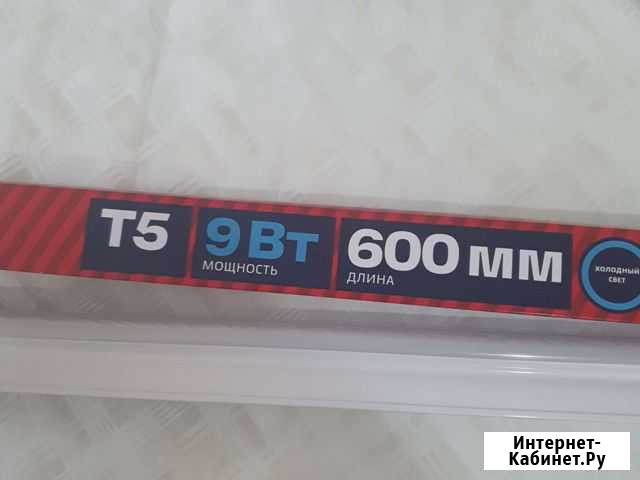 T5
9 Вт
МОЩНОСТЬ
600 ММ
ДЛИНА
ХОЛОДНЫЙ
СВЕТ
Интернет-
Кабинет.Ру